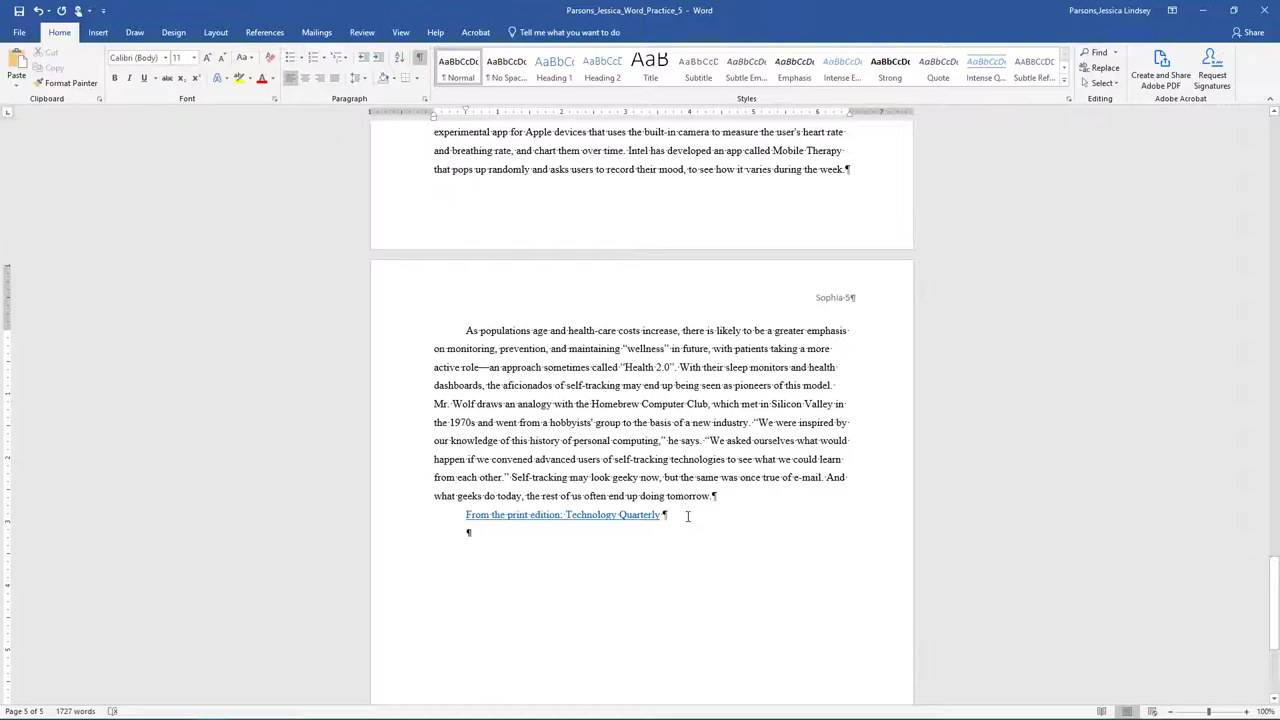 Parsons_Jessica_Word_Practice_5 - Word
Parsons,Jessica Lindsey
File Home Insert Draw Design Layout References Mailings Review View Help Acrobat Tell me what you want to do Share
Paste
Cut
Copy
Format Painter
Calibri (Body) 11
¶ Normal
¶ No Spac...
Heading 1
Heading 2
Title
Subtitle
Subtle Em...
Emphasis
Intense E...
Strong
Quote
Intense Q...
Subtle Ref...
Find
Replace
Select
Create and Share
Adobe PDF
Request
Signatures
Clipboard Font Paragraph Styles Editing Adobe Acrobat
experimental app for Apple devices that uses the built-in camera to measure the user's heart rate
and breathing rate, and chart them over time. Intel has developed an app called Mobile Therapy
that pops up randomly and asks users to record their mood, to see how it varies during the week.¶
Sophia 5¶
As populations age and health-care costs increase, there is likely to be a greater emphasis
on monitoring, prevention, and maintaining “wellness” in future, with patients taking a more
active role—an approach sometimes called “Health 2.0”. With their sleep monitors and health
dashboards, the aficionados of self-tracking may end up being seen as pioneers of this model.
Mr. Wolf draws an analogy with the Homebrew Computer Club, which met in Silicon Valley in
the 1970s and went from a hobbyists' group to the basis of a new industry. “We were inspired by
our knowledge of this history of personal computing,” he says. “We asked ourselves what would
happen if we convened advanced users of self-tracking technologies to see what we could learn
from each other.” Self-tracking may look geeky now, but the same was once true of e-mail. And
what geeks do today, the rest of us often end up doing tomorrow.¶
From the print edition: Technology Quarterly ¶
¶
Page 5 of 5 1727 words 100%